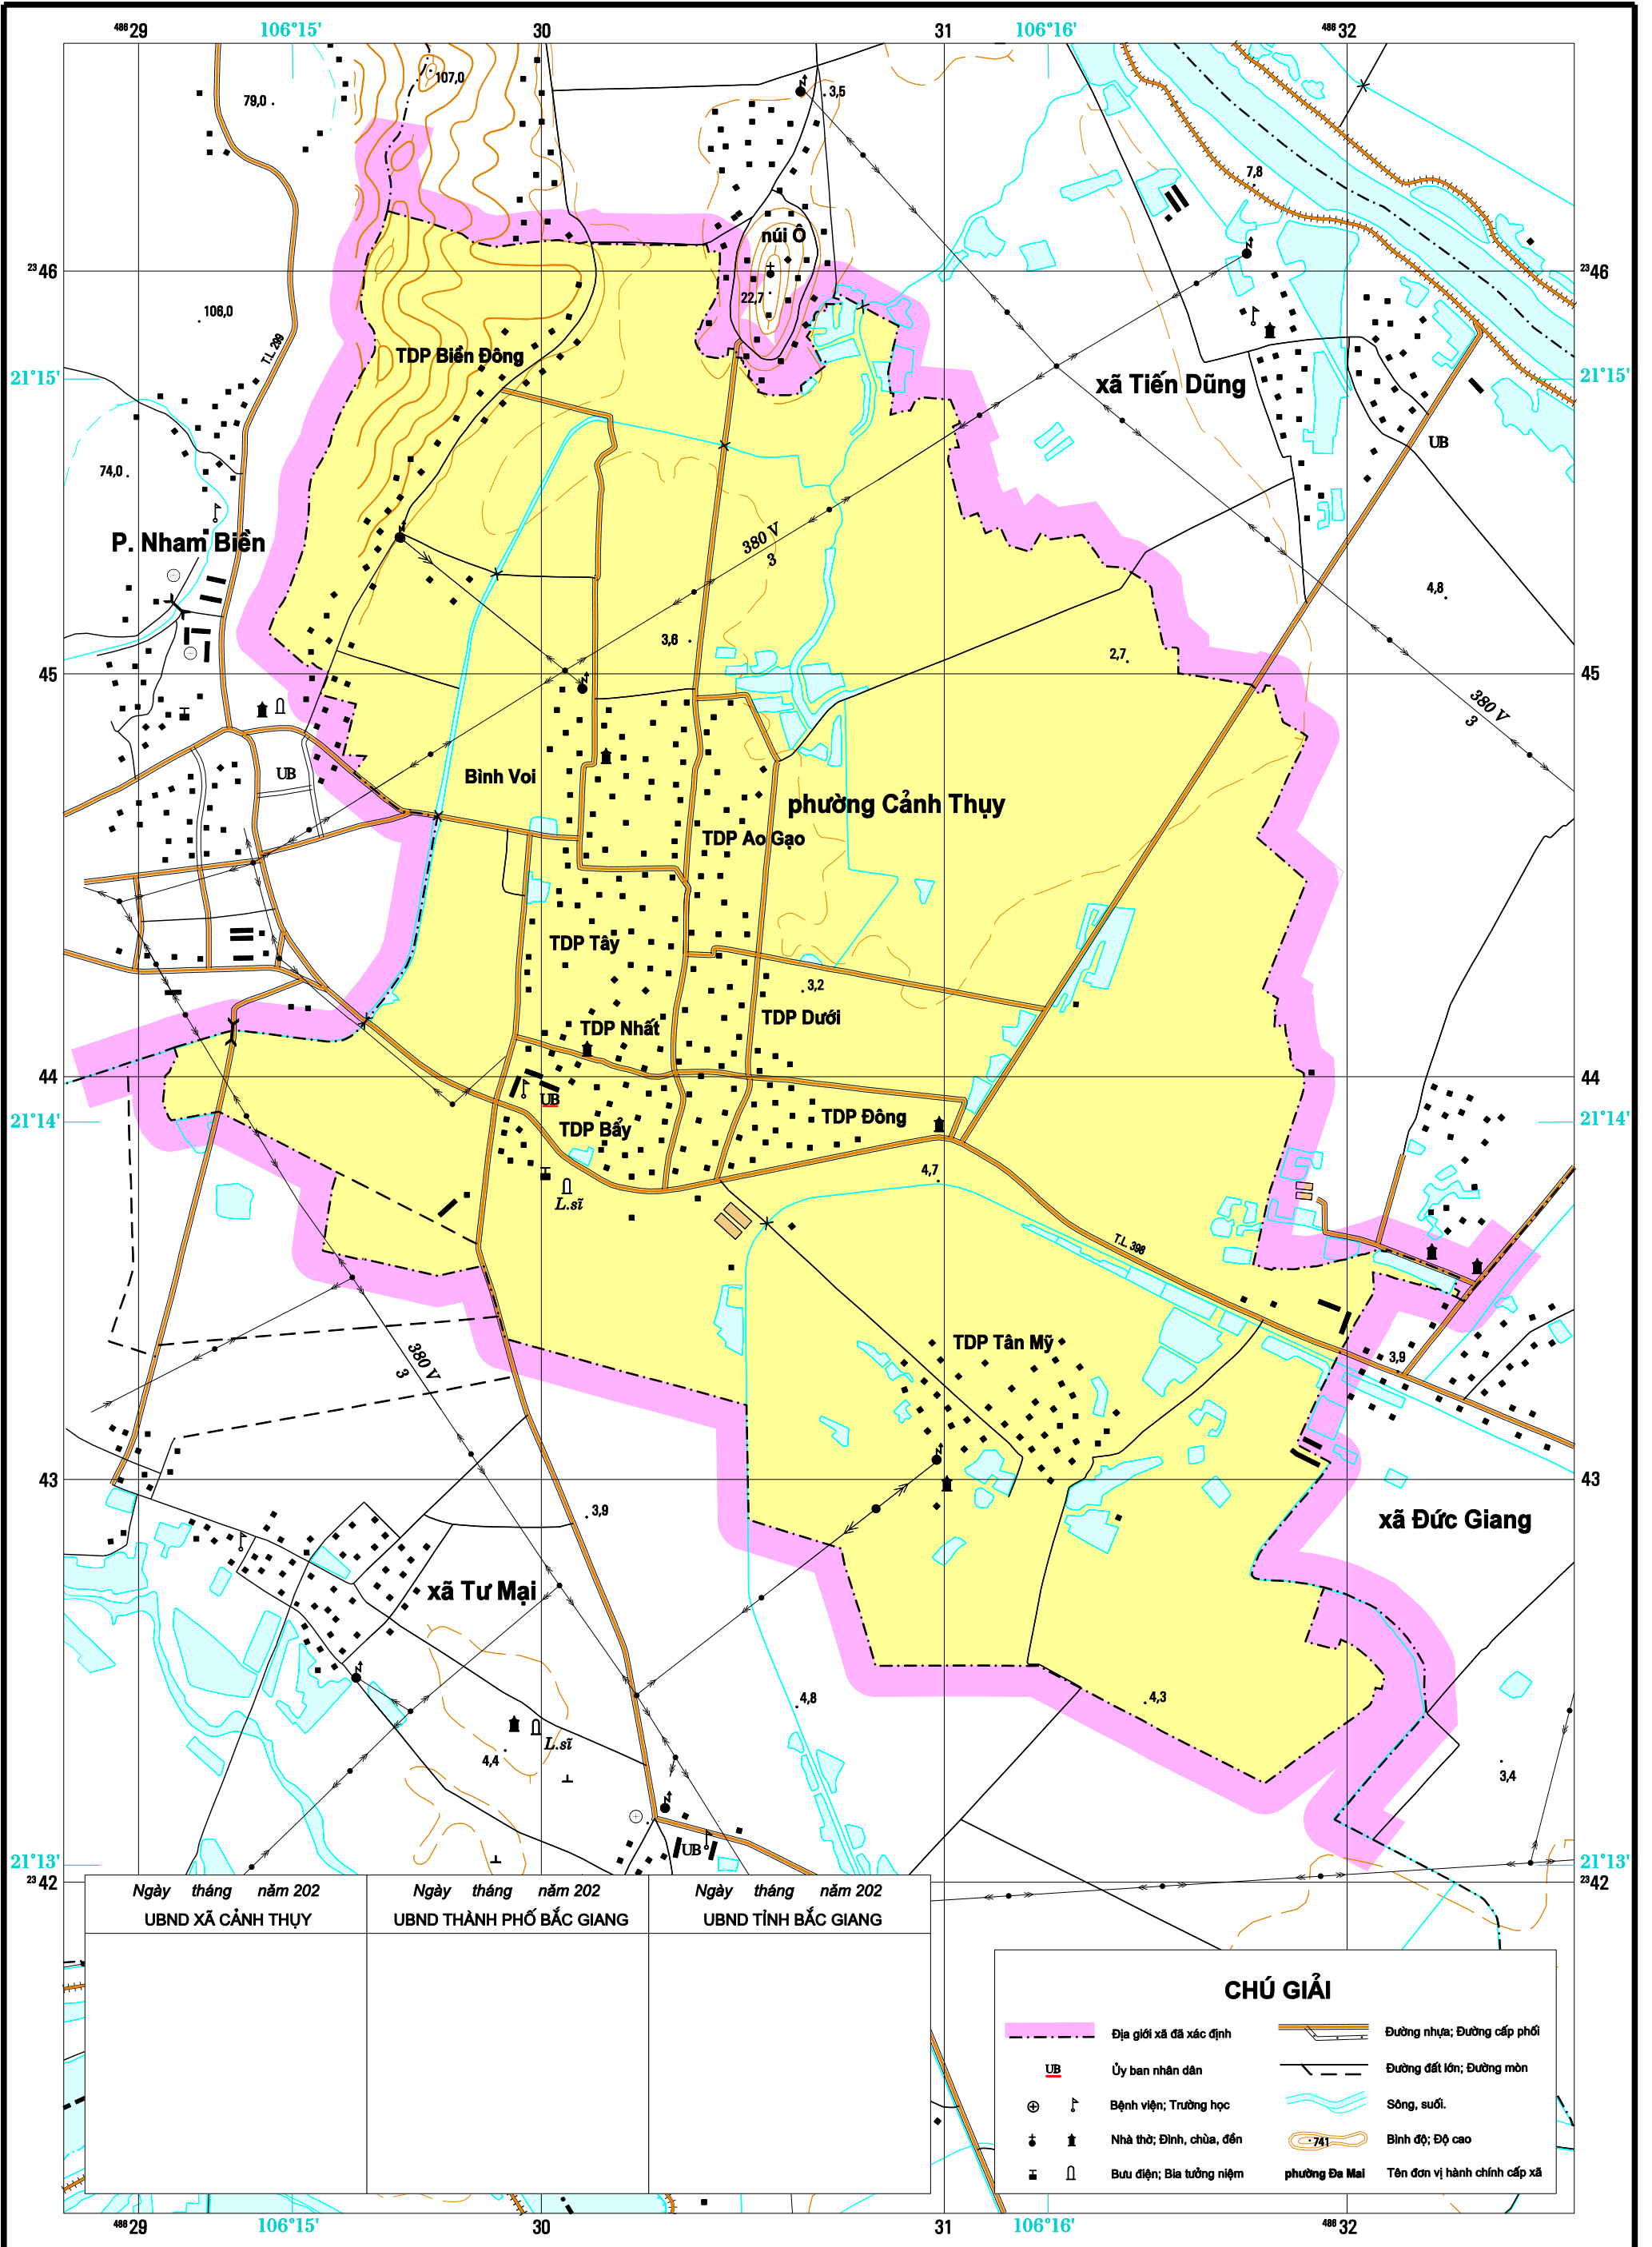 ⁴⁸⁸29 106°15' 30 31 106°16' ⁴⁸⁸32
107,0
79,0
3,5
7,8
núi Ô
²³46
²³46
22,7
106,0
T.L 299
TDP Biền Đông
21°15'
xã Tiến Dũng
21°15'
UB
74,0
380 V
3
P. Nham Biền
4,8
3,6
2,7
45
45
380 V
3
UB
Bình Voi
phường Cảnh Thụy
TDP Ao Gạo
TDP Tây
3,2
TDP Dưới
TDP Nhất
44
44
UB
21°14'
TDP Bẩy
TDP Đông
21°14'
4,7
L.sĩ
T.L 398
380 V
3
TDP Tân Mỹ
3,9
43
43
3,9
xã Đức Giang
xã Tư Mại
4,8
4,3
L.sĩ
4,4
3,4
UB
21°13'
21°13'
²³42
²³42
Ngày tháng năm 202
UBND XÃ CẢNH THỤY
Ngày tháng năm 202
UBND THÀNH PHỐ BẮC GIANG
Ngày tháng năm 202
UBND TỈNH BẮC GIANG
CHÚ GIẢI
Địa giới xã đã xác định
Đường nhựa; Đường cấp phối
UB Ủy ban nhân dân
Đường đất lớn; Đường mòn
Bệnh viện; Trường học
Sông, suối.
Nhà thờ; Đình, chùa, đền
741 Bình độ; Độ cao
Bưu điện; Bia tưởng niệm
phường Đa Mai Tên đơn vị hành chính cấp xã
⁴⁸⁸29 106°15' 30 31 106°16' ⁴⁸⁸32